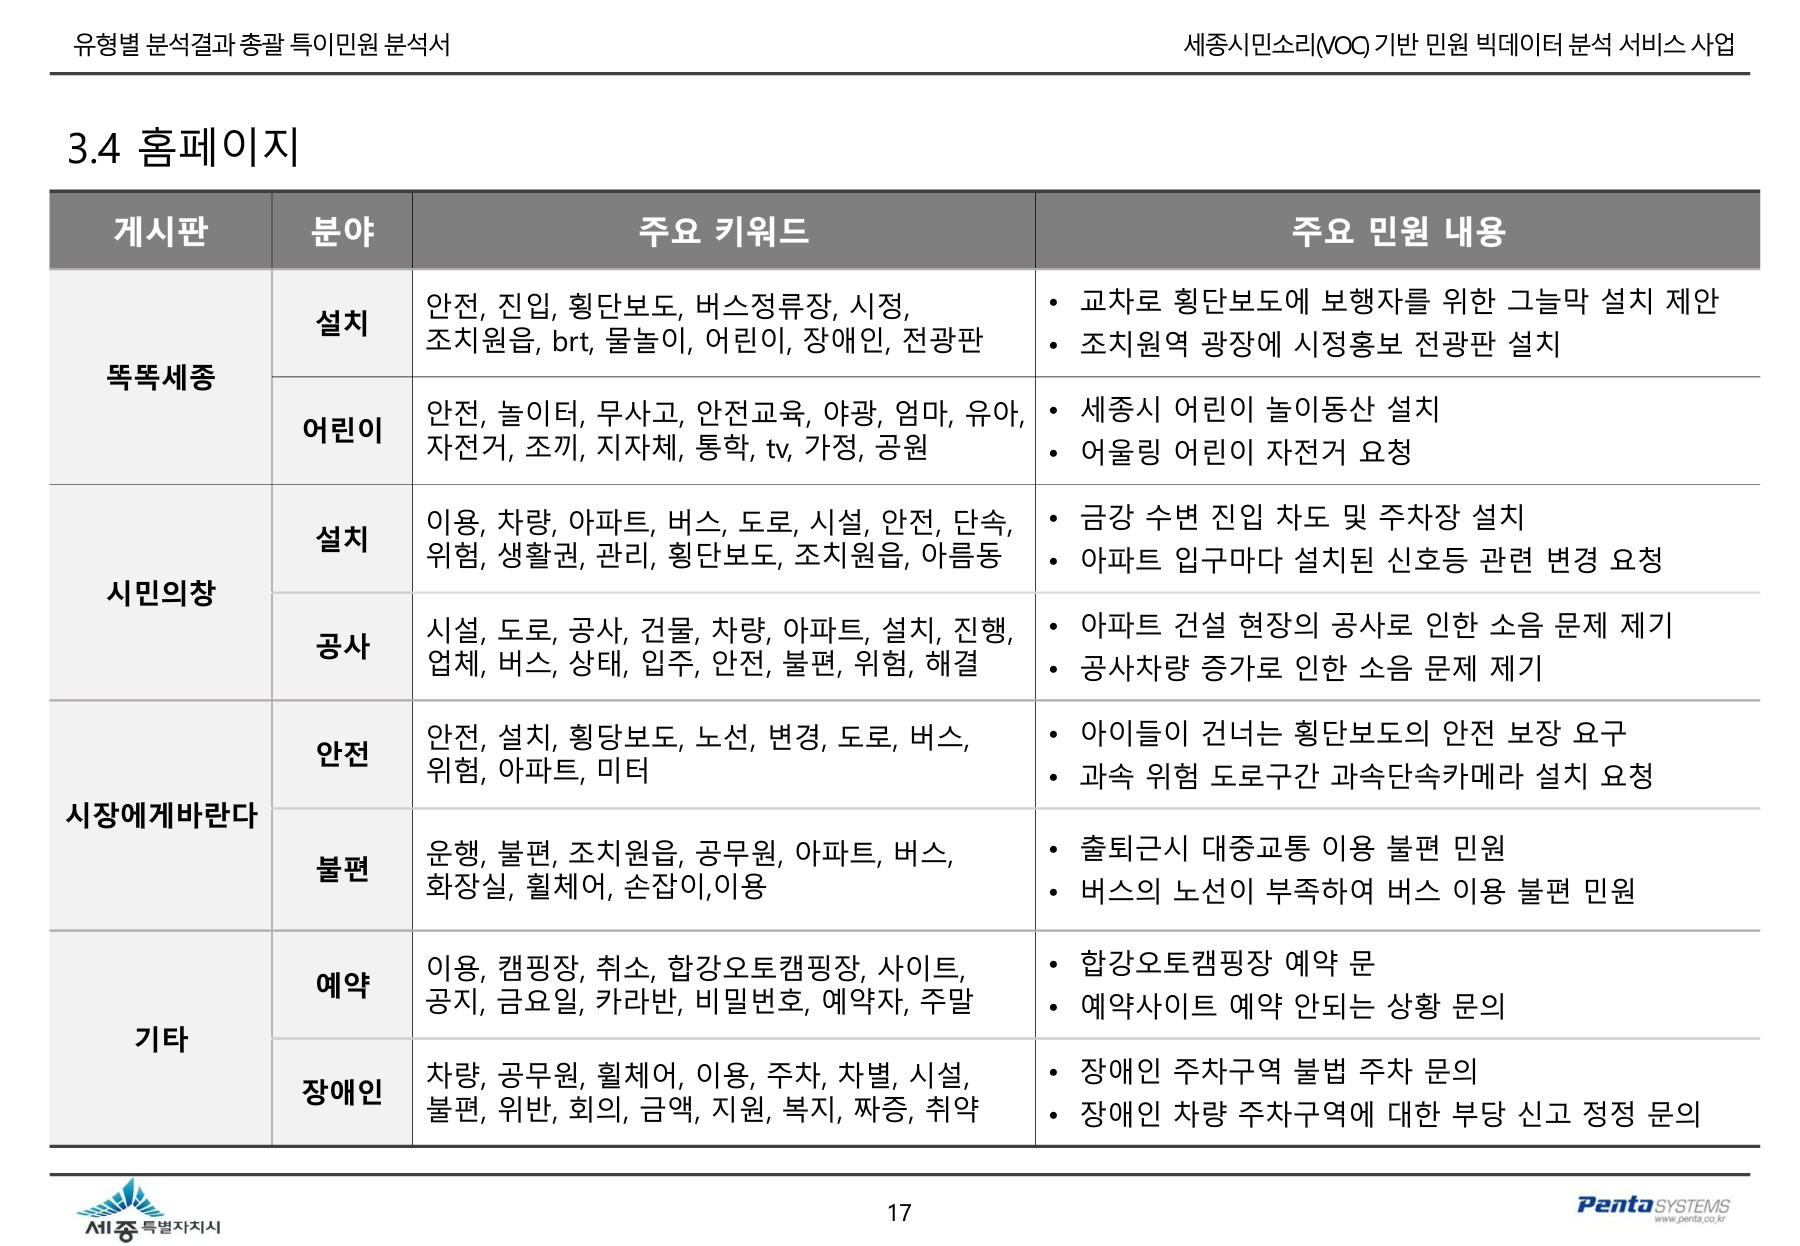 유형별 분석결과 총괄 특이민원 분석서
세종시민소리(VOC) 기반 민원 빅데이터 분석 서비스 사업
3.4 홈페이지
게시판 분야 주요 키워드 주요 민원 내용
똑똑세종
설치
안전, 진입, 횡단보도, 버스정류장, 시정,
조치원읍, brt, 물놀이, 어린이, 장애인, 전광판
• 교차로 횡단보도에 보행자를 위한 그늘막 설치 제안
• 조치원역 광장에 시정홍보 전광판 설치
어린이
안전, 놀이터, 무사고, 안전교육, 야광, 엄마, 유아,
자전거, 조끼, 지자체, 통학, tv, 가정, 공원
• 세종시 어린이 놀이동산 설치
• 어울링 어린이 자전거 요청
시민의창
설치
이용, 차량, 아파트, 버스, 도로, 시설, 안전, 단속,
위험, 생활권, 관리, 횡단보도, 조치원읍, 아름동
• 금강 수변 진입 차도 및 주차장 설치
• 아파트 입구마다 설치된 신호등 관련 변경 요청
공사
시설, 도로, 공사, 건물, 차량, 아파트, 설치, 진행,
업체, 버스, 상태, 입주, 안전, 불편, 위험, 해결
• 아파트 건설 현장의 공사로 인한 소음 문제 제기
• 공사차량 증가로 인한 소음 문제 제기
시장에게바란다
안전
안전, 설치, 횡당보도, 노선, 변경, 도로, 버스,
위험, 아파트, 미터
• 아이들이 건너는 횡단보도의 안전 보장 요구
• 과속 위험 도로구간 과속단속카메라 설치 요청
불편
운행, 불편, 조치원읍, 공무원, 아파트, 버스,
화장실, 휠체어, 손잡이,이용
• 출퇴근시 대중교통 이용 불편 민원
• 버스의 노선이 부족하여 버스 이용 불편 민원
기타
예약
이용, 캠핑장, 취소, 합강오토캠핑장, 사이트,
공지, 금요일, 카라반, 비밀번호, 예약자, 주말
• 합강오토캠핑장 예약 문
• 예약사이트 예약 안되는 상황 문의
장애인
차량, 공무원, 휠체어, 이용, 주차, 차별, 시설,
불편, 위반, 회의, 금액, 지원, 복지, 짜증, 취약
• 장애인 주차구역 불법 주차 문의
• 장애인 차량 주차구역에 대한 부당 신고 정정 문의
세종특별자치시
17
Penta SYSTEMS
www.penta.co.kr